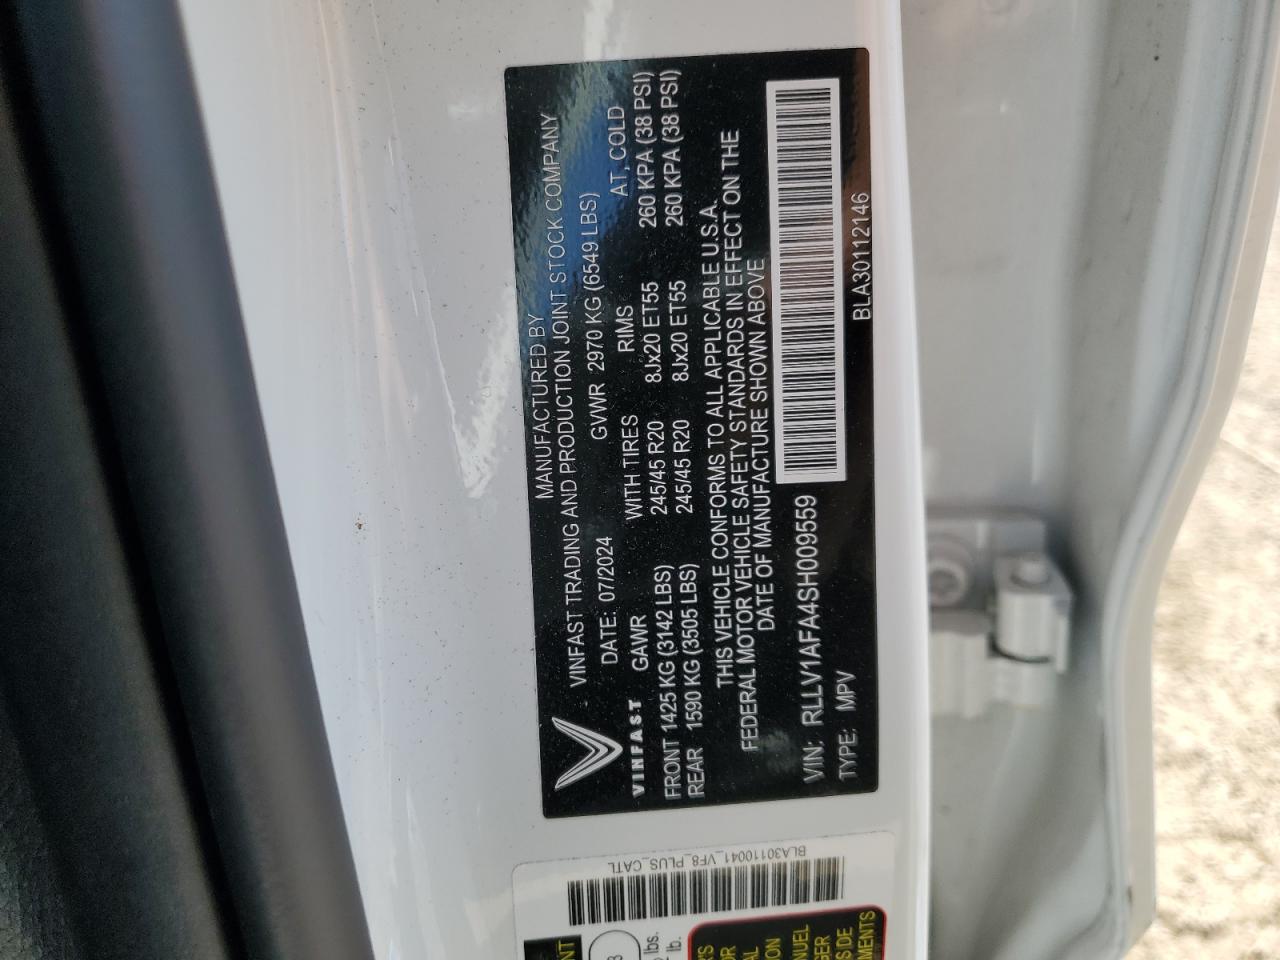 MANUFACTURED BY
VINFAST TRADING AND PRODUCTION JOINT STOCK COMPANY
DATE: 07/2024 GVWR 2970 KG (6549 LBS)
VINFAST
GAWR WITH TIRES RIMS AT, COLD
FRONT 1425 KG (3142 LBS) 245/45 R20 8Jx20 ET55 260 KPA (38 PSI)
REAR 1590 KG (3505 LBS) 245/45 R20 8Jx20 ET55 260 KPA (38 PSI)
THIS VEHICLE CONFORMS TO ALL APPLICABLE U.S.A.
FEDERAL MOTOR VEHICLE SAFETY STANDARDS IN EFFECT ON THE
DATE OF MANUFACTURE SHOWN ABOVE
VIN: RLLV1AFA4SH009559
TYPE: MPV
BLA30112146
BLA30110041_VF8_PLUS_CATL
lbs.
lb.